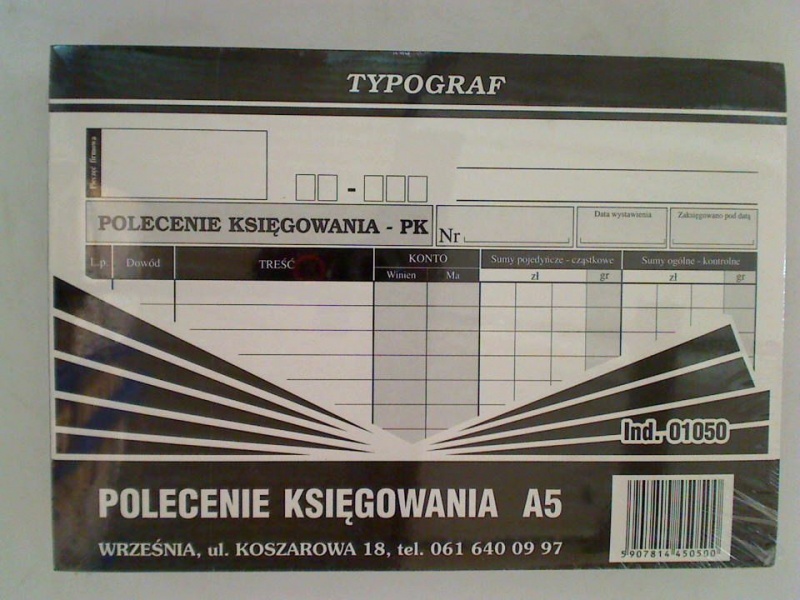 TYPOGRAF
Pieczęć firmowa
-
POLECENIE KSIĘGOWANIA - PK
Nr
Data wystawienia
Zaksięgowano pod datą
L.p. Dowód TREŚĆ KONTO Sumy pojedyńcze - cząstkowe Sumy ogólne - kontrolne
Winien Ma zł gr zł gr
Ind. 01050
POLECENIE KSIĘGOWANIA A5
WRZEŚNIA, ul. KOSZAROWA 18, tel. 061 640 09 97
5907814450500